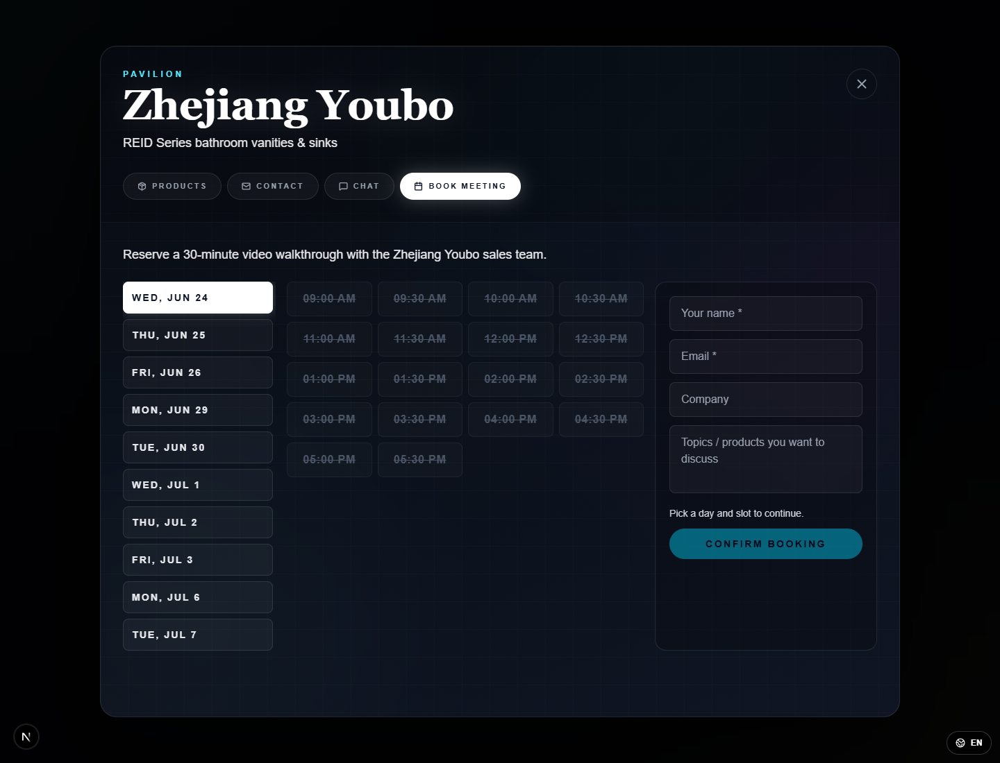 PAVILION
Zhejiang Youbo
REID Series bathroom vanities & sinks
PRODUCTS
CONTACT
CHAT
BOOK MEETING
Reserve a 30-minute video walkthrough with the Zhejiang Youbo sales team.
WED, JUN 24
THU, JUN 25
FRI, JUN 26
MON, JUN 29
TUE, JUN 30
WED, JUL 1
THU, JUL 2
FRI, JUL 3
MON, JUL 6
TUE, JUL 7
09:00 AM 09:30 AM 10:00 AM 10:30 AM
11:00 AM 11:30 AM 12:00 PM 12:30 PM
01:00 PM 01:30 PM 02:00 PM 02:30 PM
03:00 PM 03:30 PM 04:00 PM 04:30 PM
05:00 PM 05:30 PM
Your name *
Email *
Company
Topics / products you want to
discuss
Pick a day and slot to continue.
CONFIRM BOOKING
N
EN